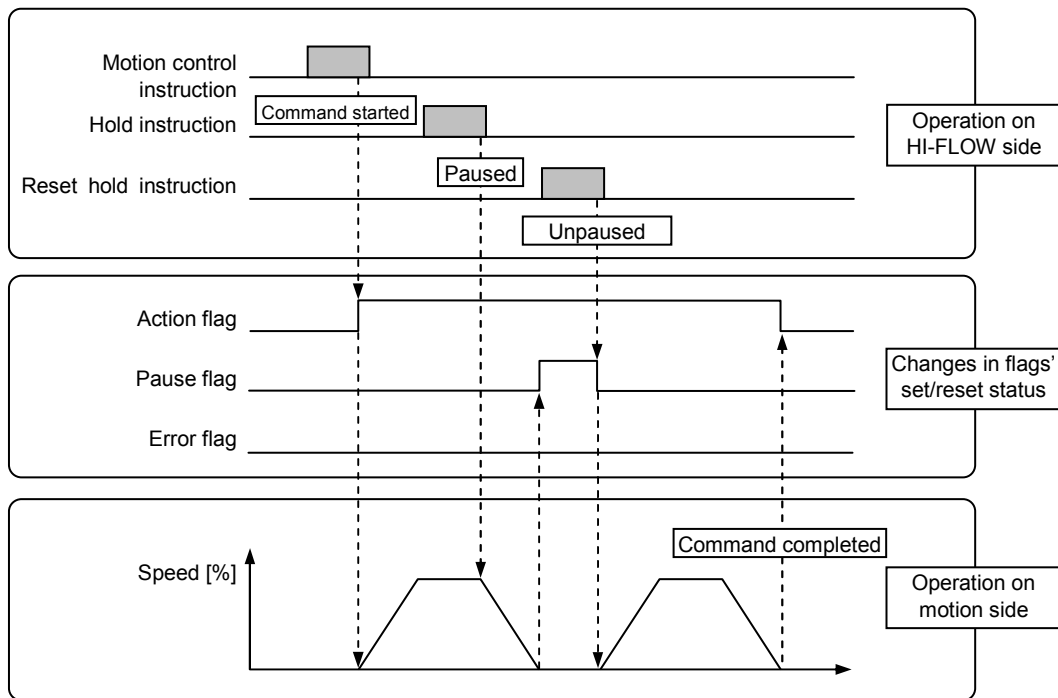 Motion control
instruction
Command started
Hold instruction
Paused
Reset hold instruction
Unpaused
Operation on
HI-FLOW side
Action flag
Pause flag
Error flag
Changes in flags'
set/reset status
Command completed
Speed [%]
Operation on
motion side